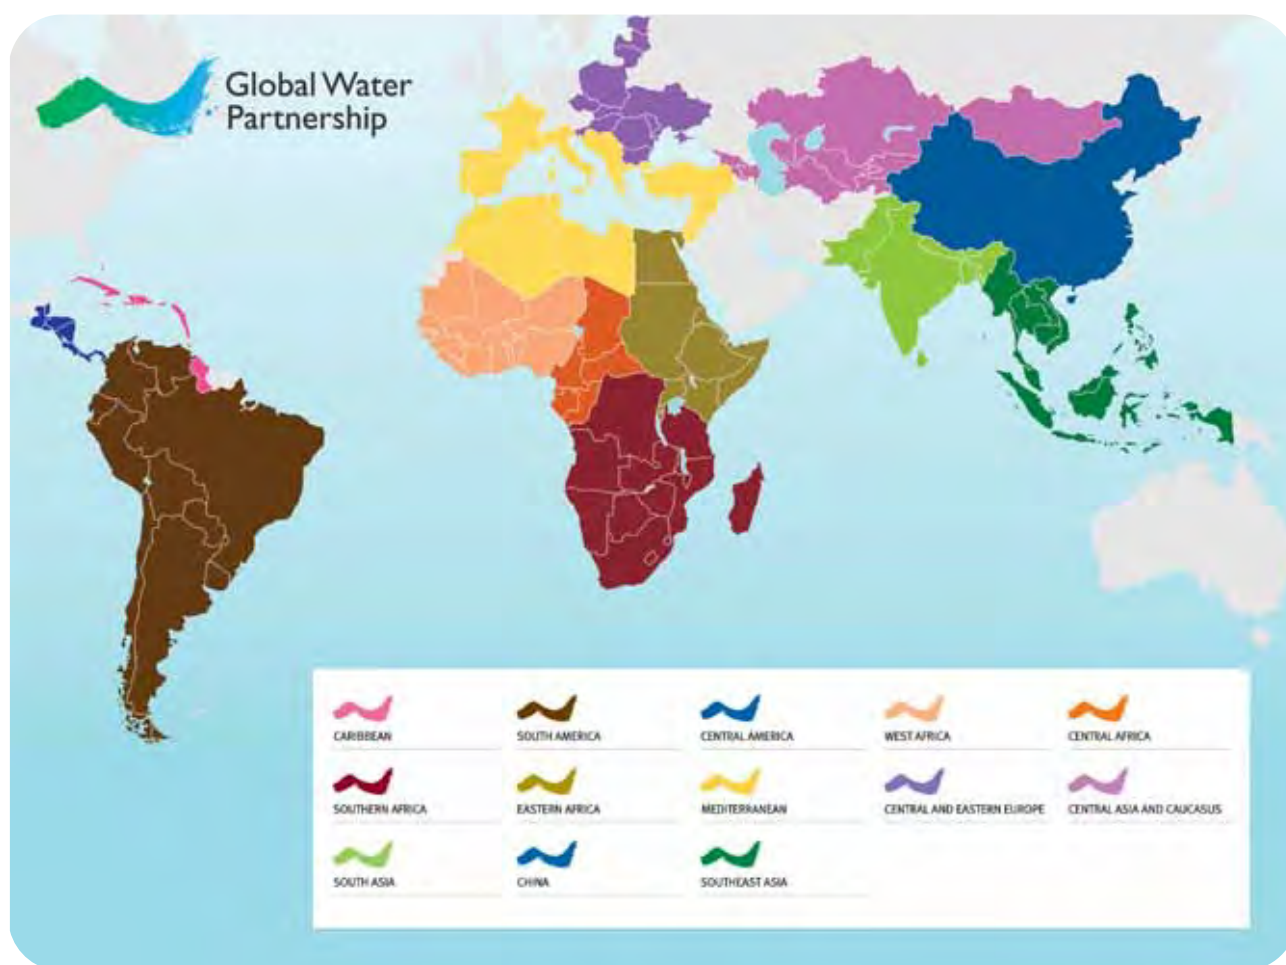 Global Water
Partnership
CARIBBEAN
SOUTH AMERICA
CENTRAL AMERICA
WEST AFRICA
CENTRAL AFRICA
SOUTHERN AFRICA
EASTERN AFRICA
MEDITERRANEAN
CENTRAL AND EASTERN EUROPE
CENTRAL ASIA AND CAUCASUS
SOUTH ASIA
CHINA
SOUTHEAST ASIA